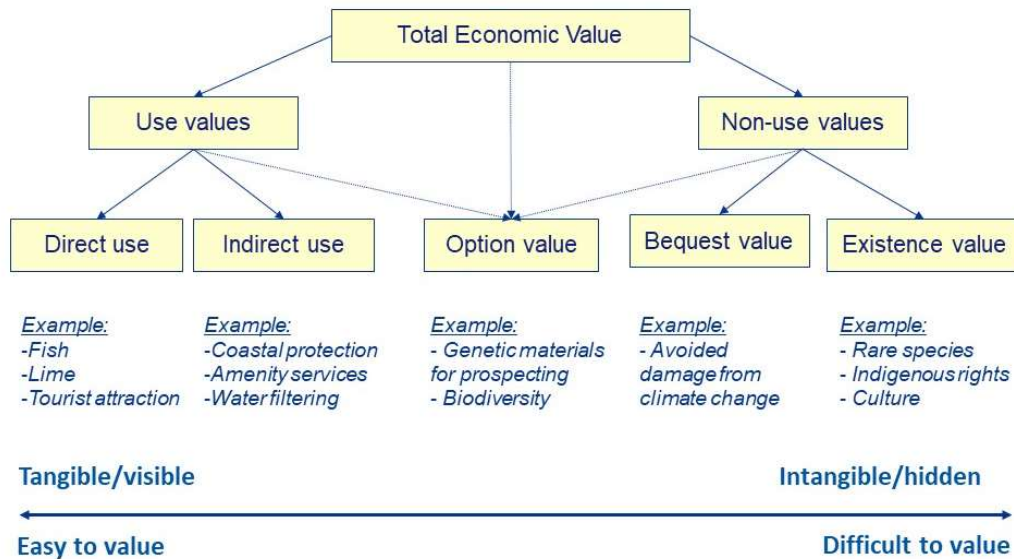 Total Economic Value
Use values
Non-use values
Direct use
Indirect use
Option value
Bequest value
Existence value
Example:
-Fish
-Lime
-Tourist attraction
Example:
-Coastal protection
-Amenity services
-Water filtering
Example:
- Genetic materials
for prospecting
- Biodiversity
Example:
- Avoided
damage from
climate change
Example:
- Rare species
- Indigenous rights
- Culture
Tangible/visible
Intangible/hidden
Easy to value
Difficult to value